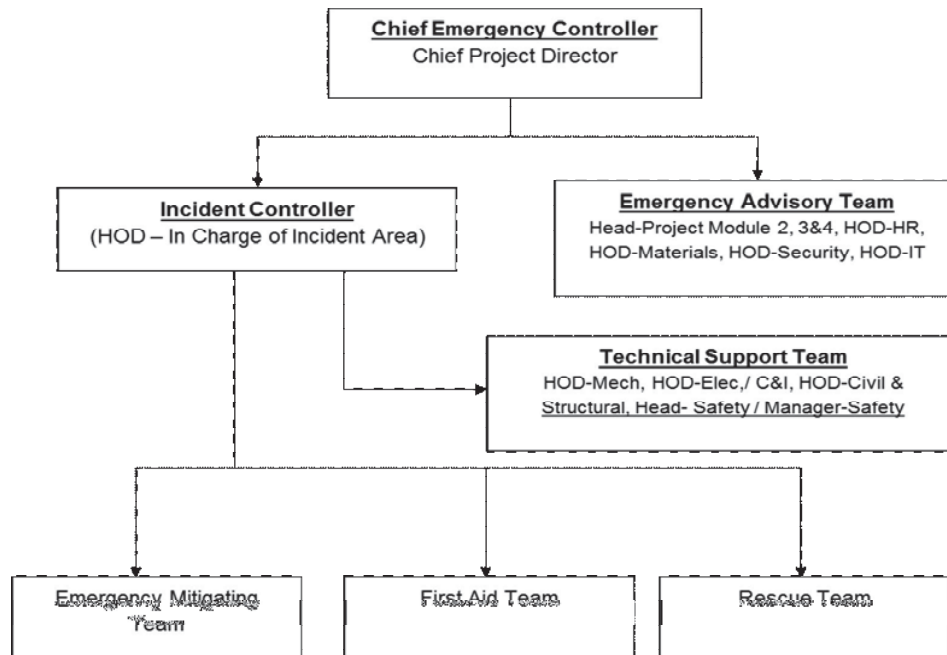 Chief Emergency Controller
Chief Project Director
Incident Controller
(HOD – In Charge of Incident Area)
Emergency Advisory Team
Head-Project Module 2, 3&4, HOD-HR,
HOD-Materials, HOD-Security, HOD-IT
Technical Support Team
HOD-Mech, HOD-Elec,/ C&I, HOD-Civil &
Structural, Head- Safety / Manager-Safety
Emergency Mitigating
Team
First Aid Team
Rescue Team